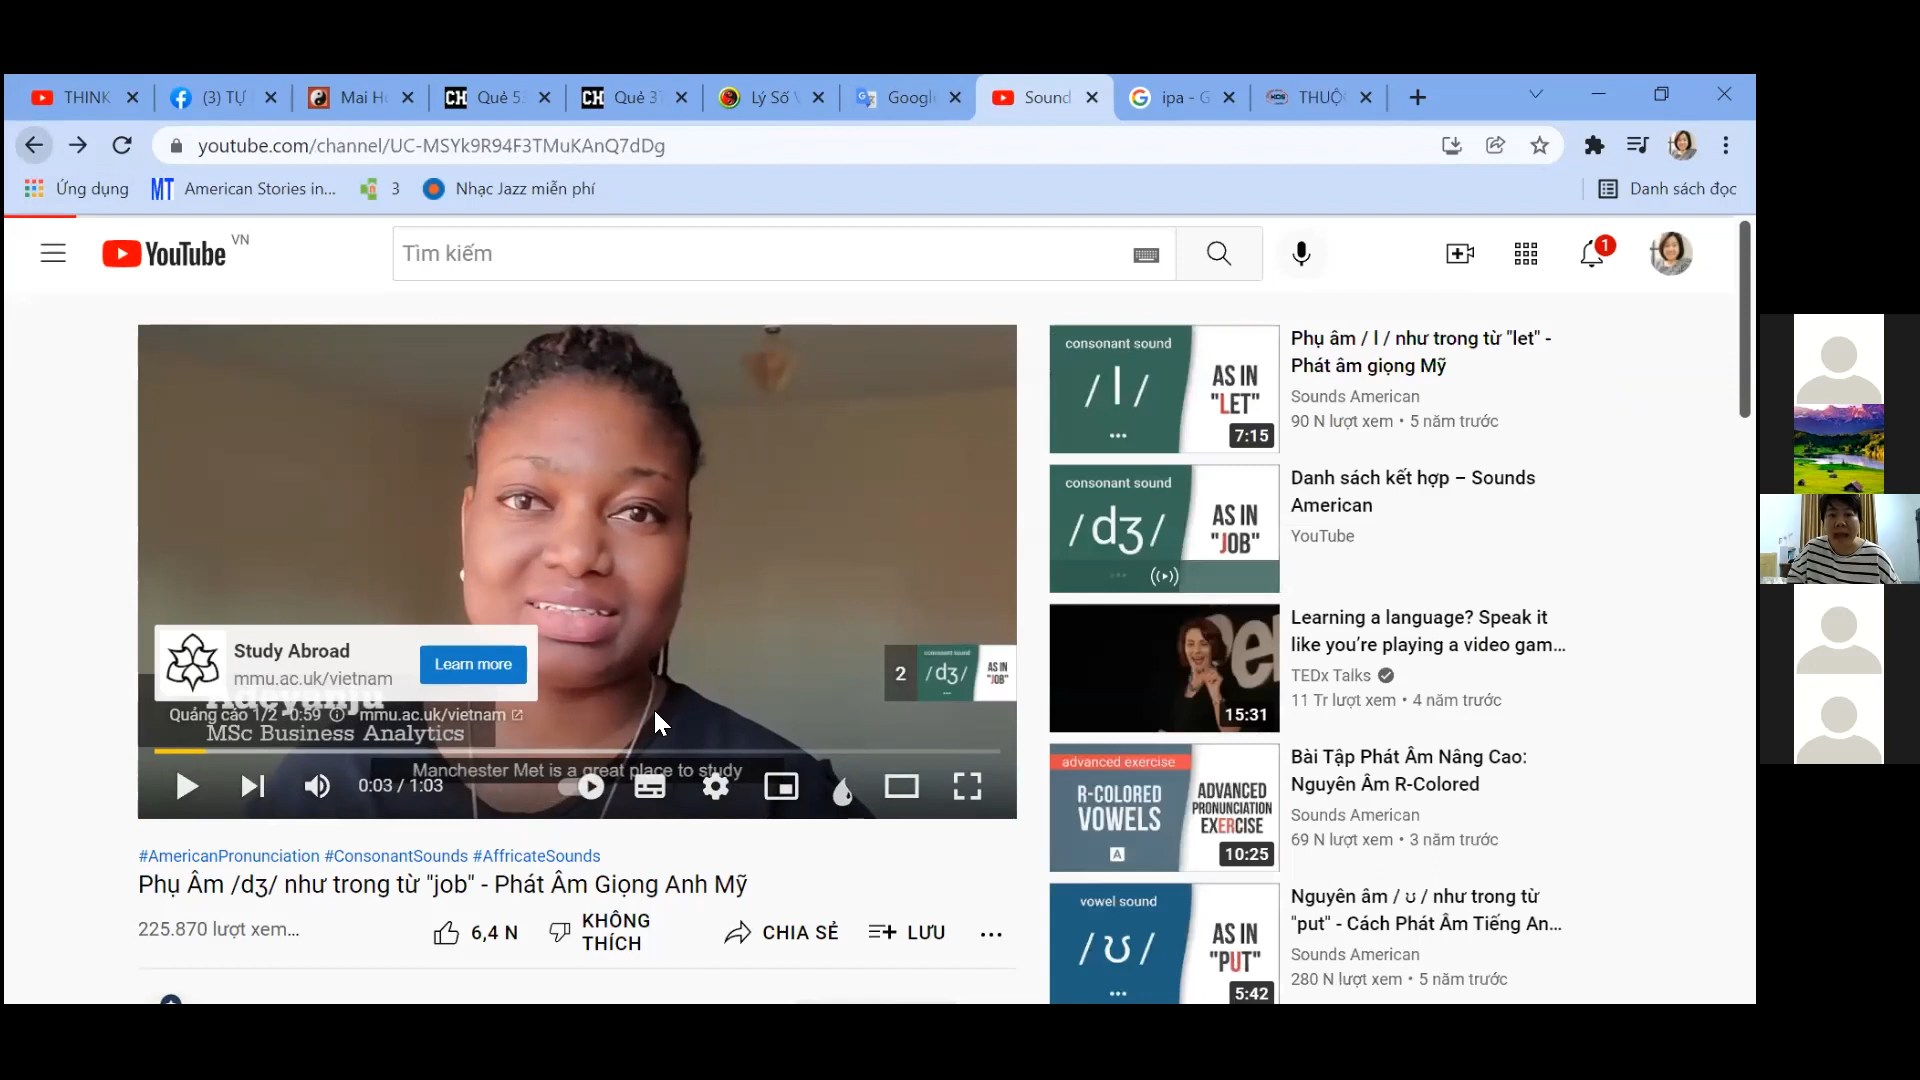 THINK
(3) TỰ
Mai H
CH Quẻ 5
CH Quẻ 3
Lý Số
Googl
Sound
ipa - G
THUỘ
youtube.com/channel/UC-MSYk9R94F3TMuKAnQ7dDg
Ứng dụng
MT American Stories in...
3
Nhạc Jazz miễn phí
Danh sách đọc
YouTube VN
Tìm kiếm
1
Study Abroad
mmu.ac.uk/vietnam
Learn more
Adeyanju
Quảng cáo 1/2 · 0:59 mmu.ac.uk/vietnam
MSc Business Analytics
2
consonant sound
/dʒ/
AS IN
"JOB"
Manchester Met is a great place to study
0:03 / 1:03
#AmericanPronunciation #ConsonantSounds #AffricateSounds
Phụ Âm /dʒ/ như trong từ "job" - Phát Âm Giọng Anh Mỹ
225.870 lượt xem...
6,4 N
KHÔNG
THÍCH
CHIA SẺ
LƯU
consonant sound
/ l /
AS IN
"LET"
7:15
Phụ âm / l / như trong từ "let" -
Phát âm giọng Mỹ
Sounds American
90 N lượt xem • 5 năm trước
consonant sound
/dʒ/
AS IN
"JOB"
Danh sách kết hợp – Sounds
American
YouTube
15:31
Learning a language? Speak it
like you’re playing a video gam...
TEDx Talks
11 Tr lượt xem • 4 năm trước
advanced exercise
R-COLORED
VOWELS
A
ADVANCED
PRONUNCIATION
EXERCISE
10:25
Bài Tập Phát Âm Nâng Cao:
Nguyên Âm R-Colored
Sounds American
69 N lượt xem • 3 năm trước
vowel sound
/ʊ/
AS IN
"PUT"
5:42
Nguyên âm / ʊ / như trong từ
"put" - Cách Phát Âm Tiếng An...
Sounds American
280 N lượt xem • 5 năm trước